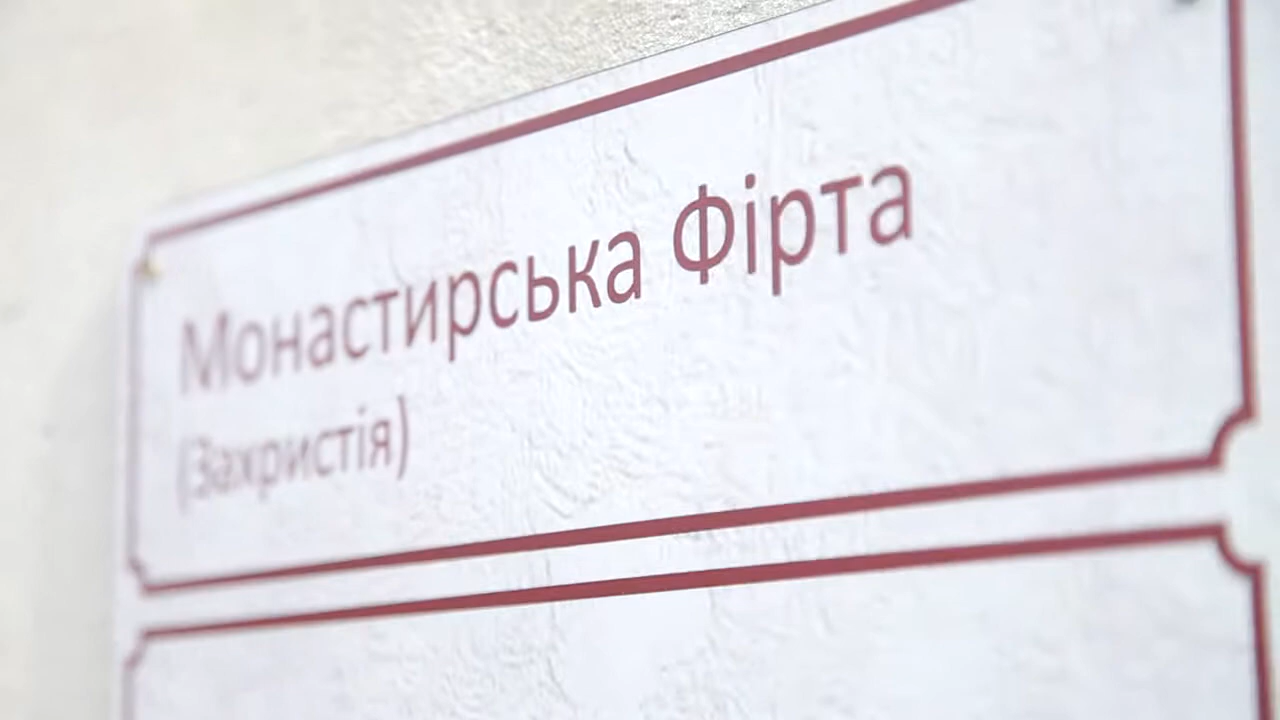 Монастирська Фірта
(Захристія)